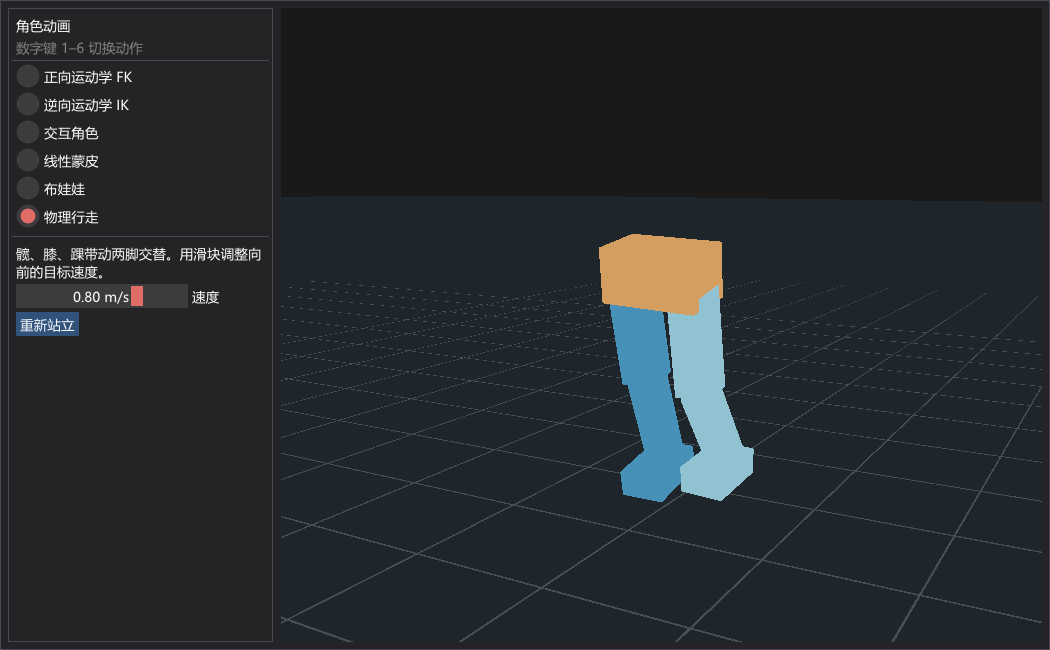 角色动画
数字键 1–6 切换动作
正向运动学 FK
逆向运动学 IK
交互角色
线性蒙皮
布娃娃
物理行走
髋、膝、踝带动两脚交替。用滑块调整向
前的目标速度。
0.80 m/s 速度
重新站立